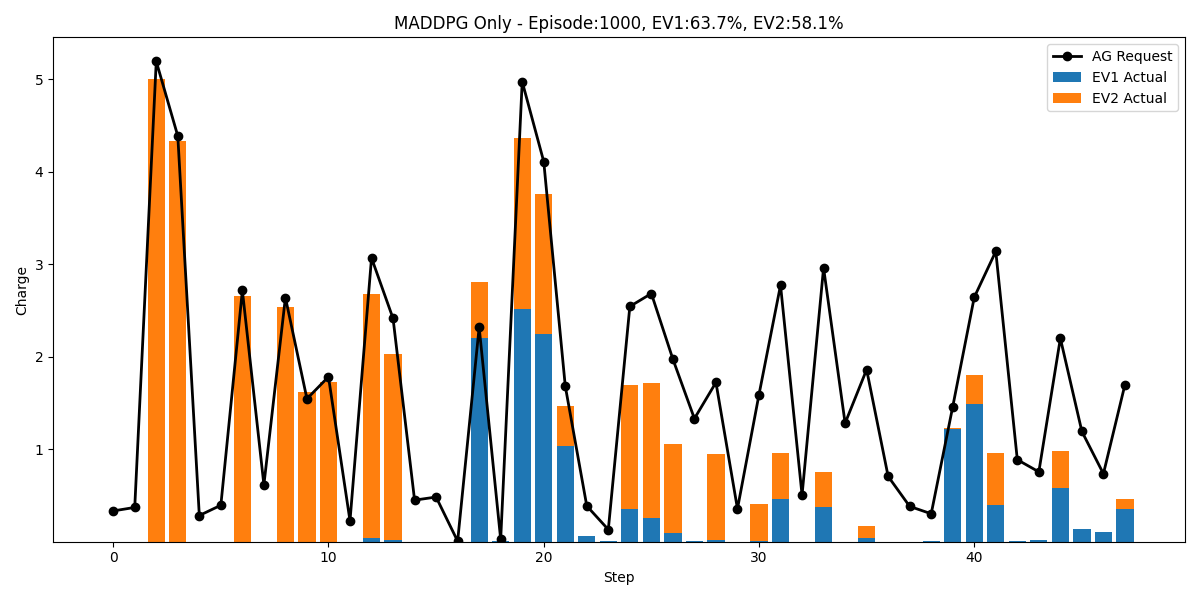 MADDPG Only - Episode:1000, EV1:63.7%, EV2:58.1%
AG Request
EV1 Actual
EV2 Actual
Charge
5
4
3
2
1
0
10
20
30
40
Step